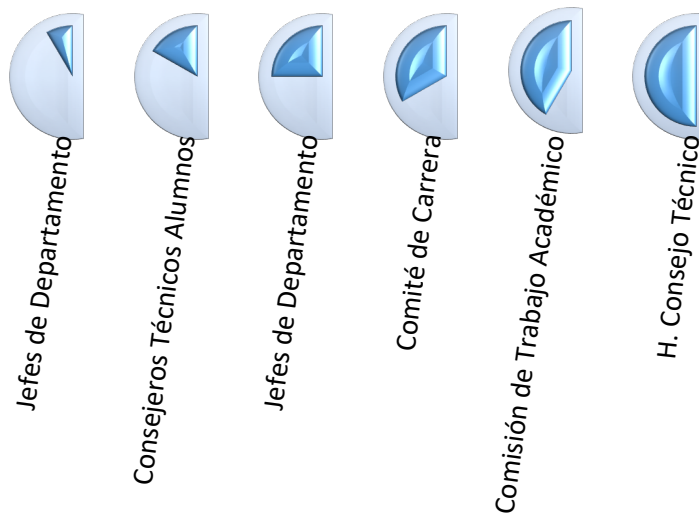 Jefes de Departamento
Consejeros Técnicos Alumnos
Jefes de Departamento
Comité de Carrera
Comisión de Trabajo Académico
H. Consejo Técnico